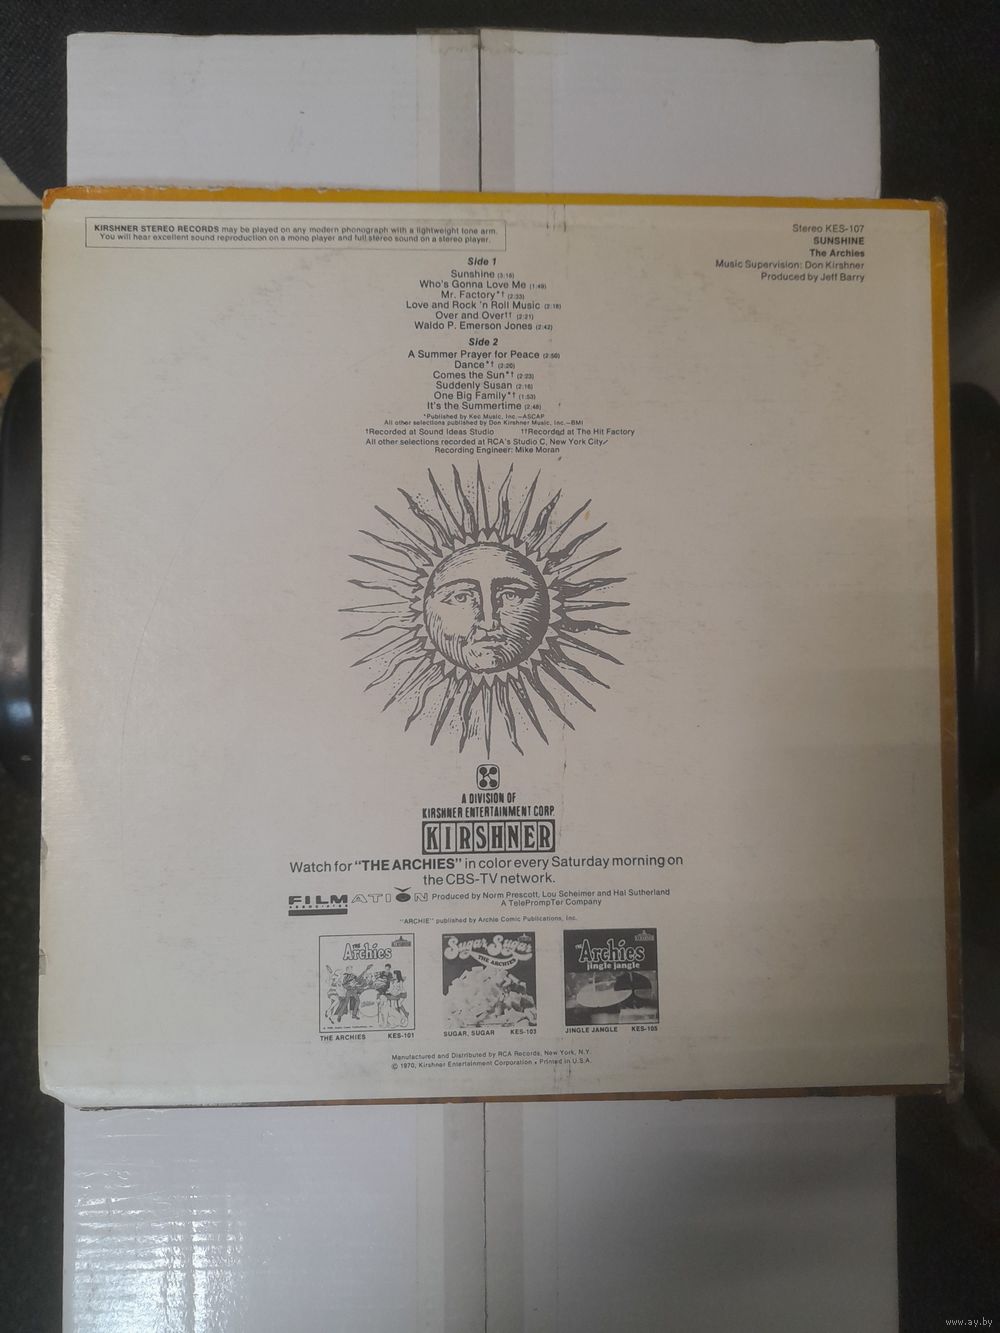 KIRSHNER STEREO RECORDS may be played on any modern phonograph with a lightweight tone arm.
You will hear excellent sound reproduction on a mono player and full stereo sound on a stereo player.
Stereo KES-107
SUNSHINE
The Archies
Music Supervision: Don Kirshner
Produced by Jeff Barry
Side 1
Sunshine (3:16)
Who's Gonna Love Me (1:49)
Mr. Factory*† (2:33)
Love and Rock 'n Roll Music (2:18)
Over and Over†† (2:21)
Waldo P. Emerson Jones (2:42)
Side 2
A Summer Prayer for Peace (2:50)
Dance*† (2:20)
Comes the Sun*† (2:23)
Suddenly Susan (2:16)
One Big Family*† (1:53)
It's the Summertime (2:48)
*Published by Kec Music, Inc.—ASCAP
All other selections published by Don Kirshner Music, Inc.—BMI
†Recorded at Sound Ideas Studio ††Recorded at The Hit Factory
All other selections recorded at RCA's Studio C, New York City
Recording Engineer: Mike Moran
A DIVISION OF
KIRSHNER ENTERTAINMENT CORP.
KIRSHNER
Watch for "THE ARCHIES" in color every Saturday morning on
the CBS-TV network.
FILMATION
ASSOCIATES
Produced by Norm Prescott, Lou Scheimer and Hal Sutherland
A TelePrompTer Company
"ARCHIE" published by Archie Comic Publications, Inc.
THE Archies
Sugar, Sugar
THE ARCHIES
THE Archies
jingle jangle
THE ARCHIES KES-101
SUGAR, SUGAR KES-103
JINGLE JANGLE KES-105
Manufactured and Distributed by RCA Records, New York, N.Y.
© 1970, Kirshner Entertainment Corporation • Printed in U.S.A.
www.ay.by